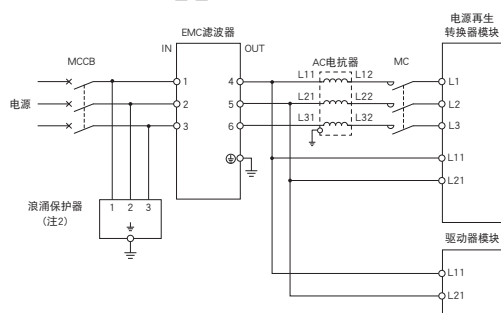 电源再生
转换器模块
EMC滤波器
IN
OUT
MCCB
AC电抗器
MC
L11
L12
1
4
L1
电源
L21
L22
2
5
L2
L31
L32
3
6
L3
L11
L21
浪涌保护器
(注2)
1
2
3
驱动器模块
L11
L21